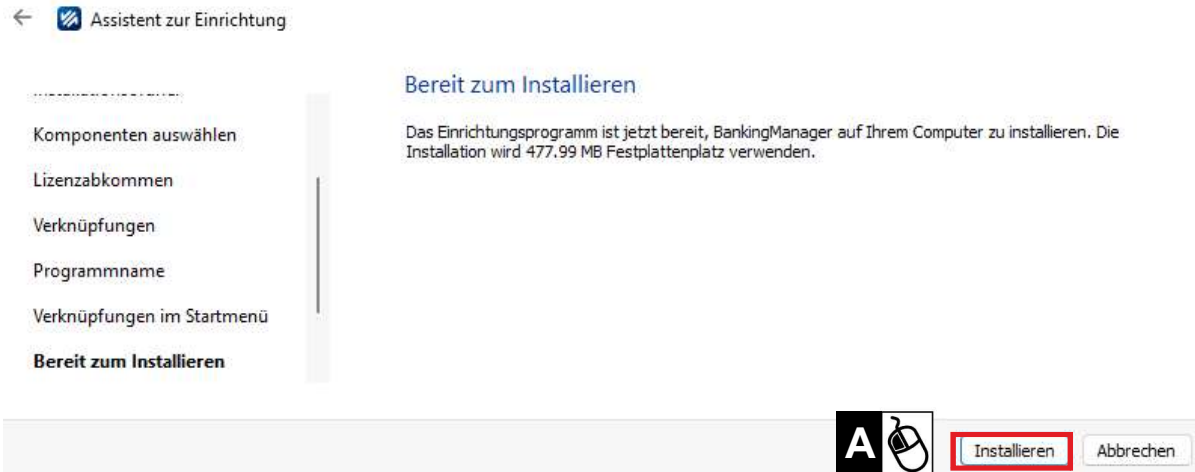 Assistent zur Einrichtung
Bereit zum Installieren
Komponenten auswählen
Das Einrichtungsprogramm ist jetzt bereit, BankingManager auf Ihrem Computer zu installieren. Die
Installation wird 477.99 MB Festplattenplatz verwenden.
Lizenzabkommen
Verknüpfungen
Programmname
Verknüpfungen im Startmenü
Bereit zum Installieren
A
Installieren
Abbrechen